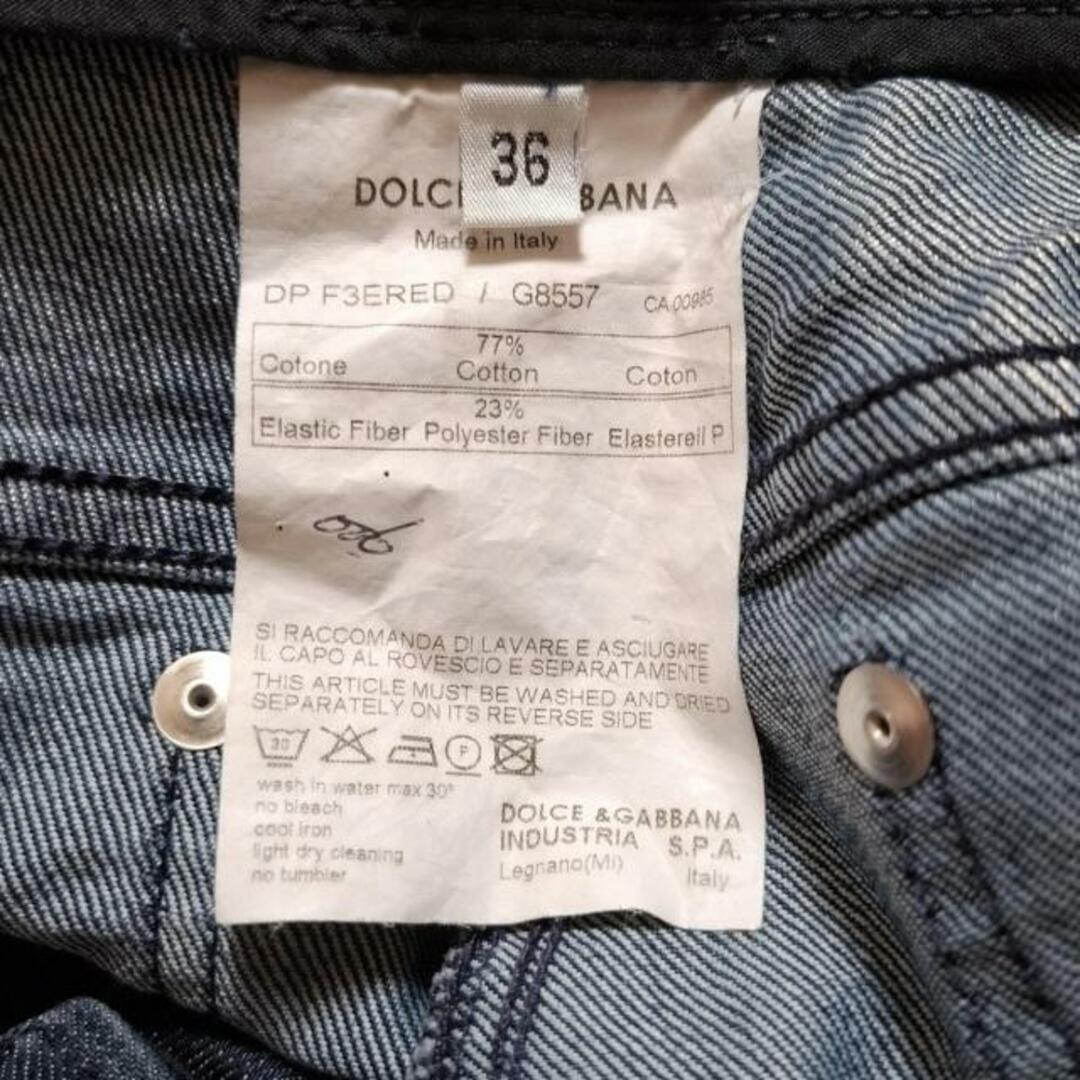 36
DOLCE GABBANA
Made in Italy
DP F3ERED / G8557 CA 00985
77%
Cotone Cotton Coton
23%
Elastic Fiber Polyester Fiber Elastereil P
SI RACCOMANDA DI LAVARE E ASCIUGARE
IL CAPO AL ROVESCIO E SEPARATAMENTE
THIS ARTICLE MUST BE WASHED AND DRIED
SEPARATELY ON ITS REVERSE SIDE
30 P
wash in water max 30°
no bleach
cool iron
light dry cleaning
no tumbler
DOLCE & GABBANA
INDUSTRIA S.P.A.
Legnano(MI) Italy